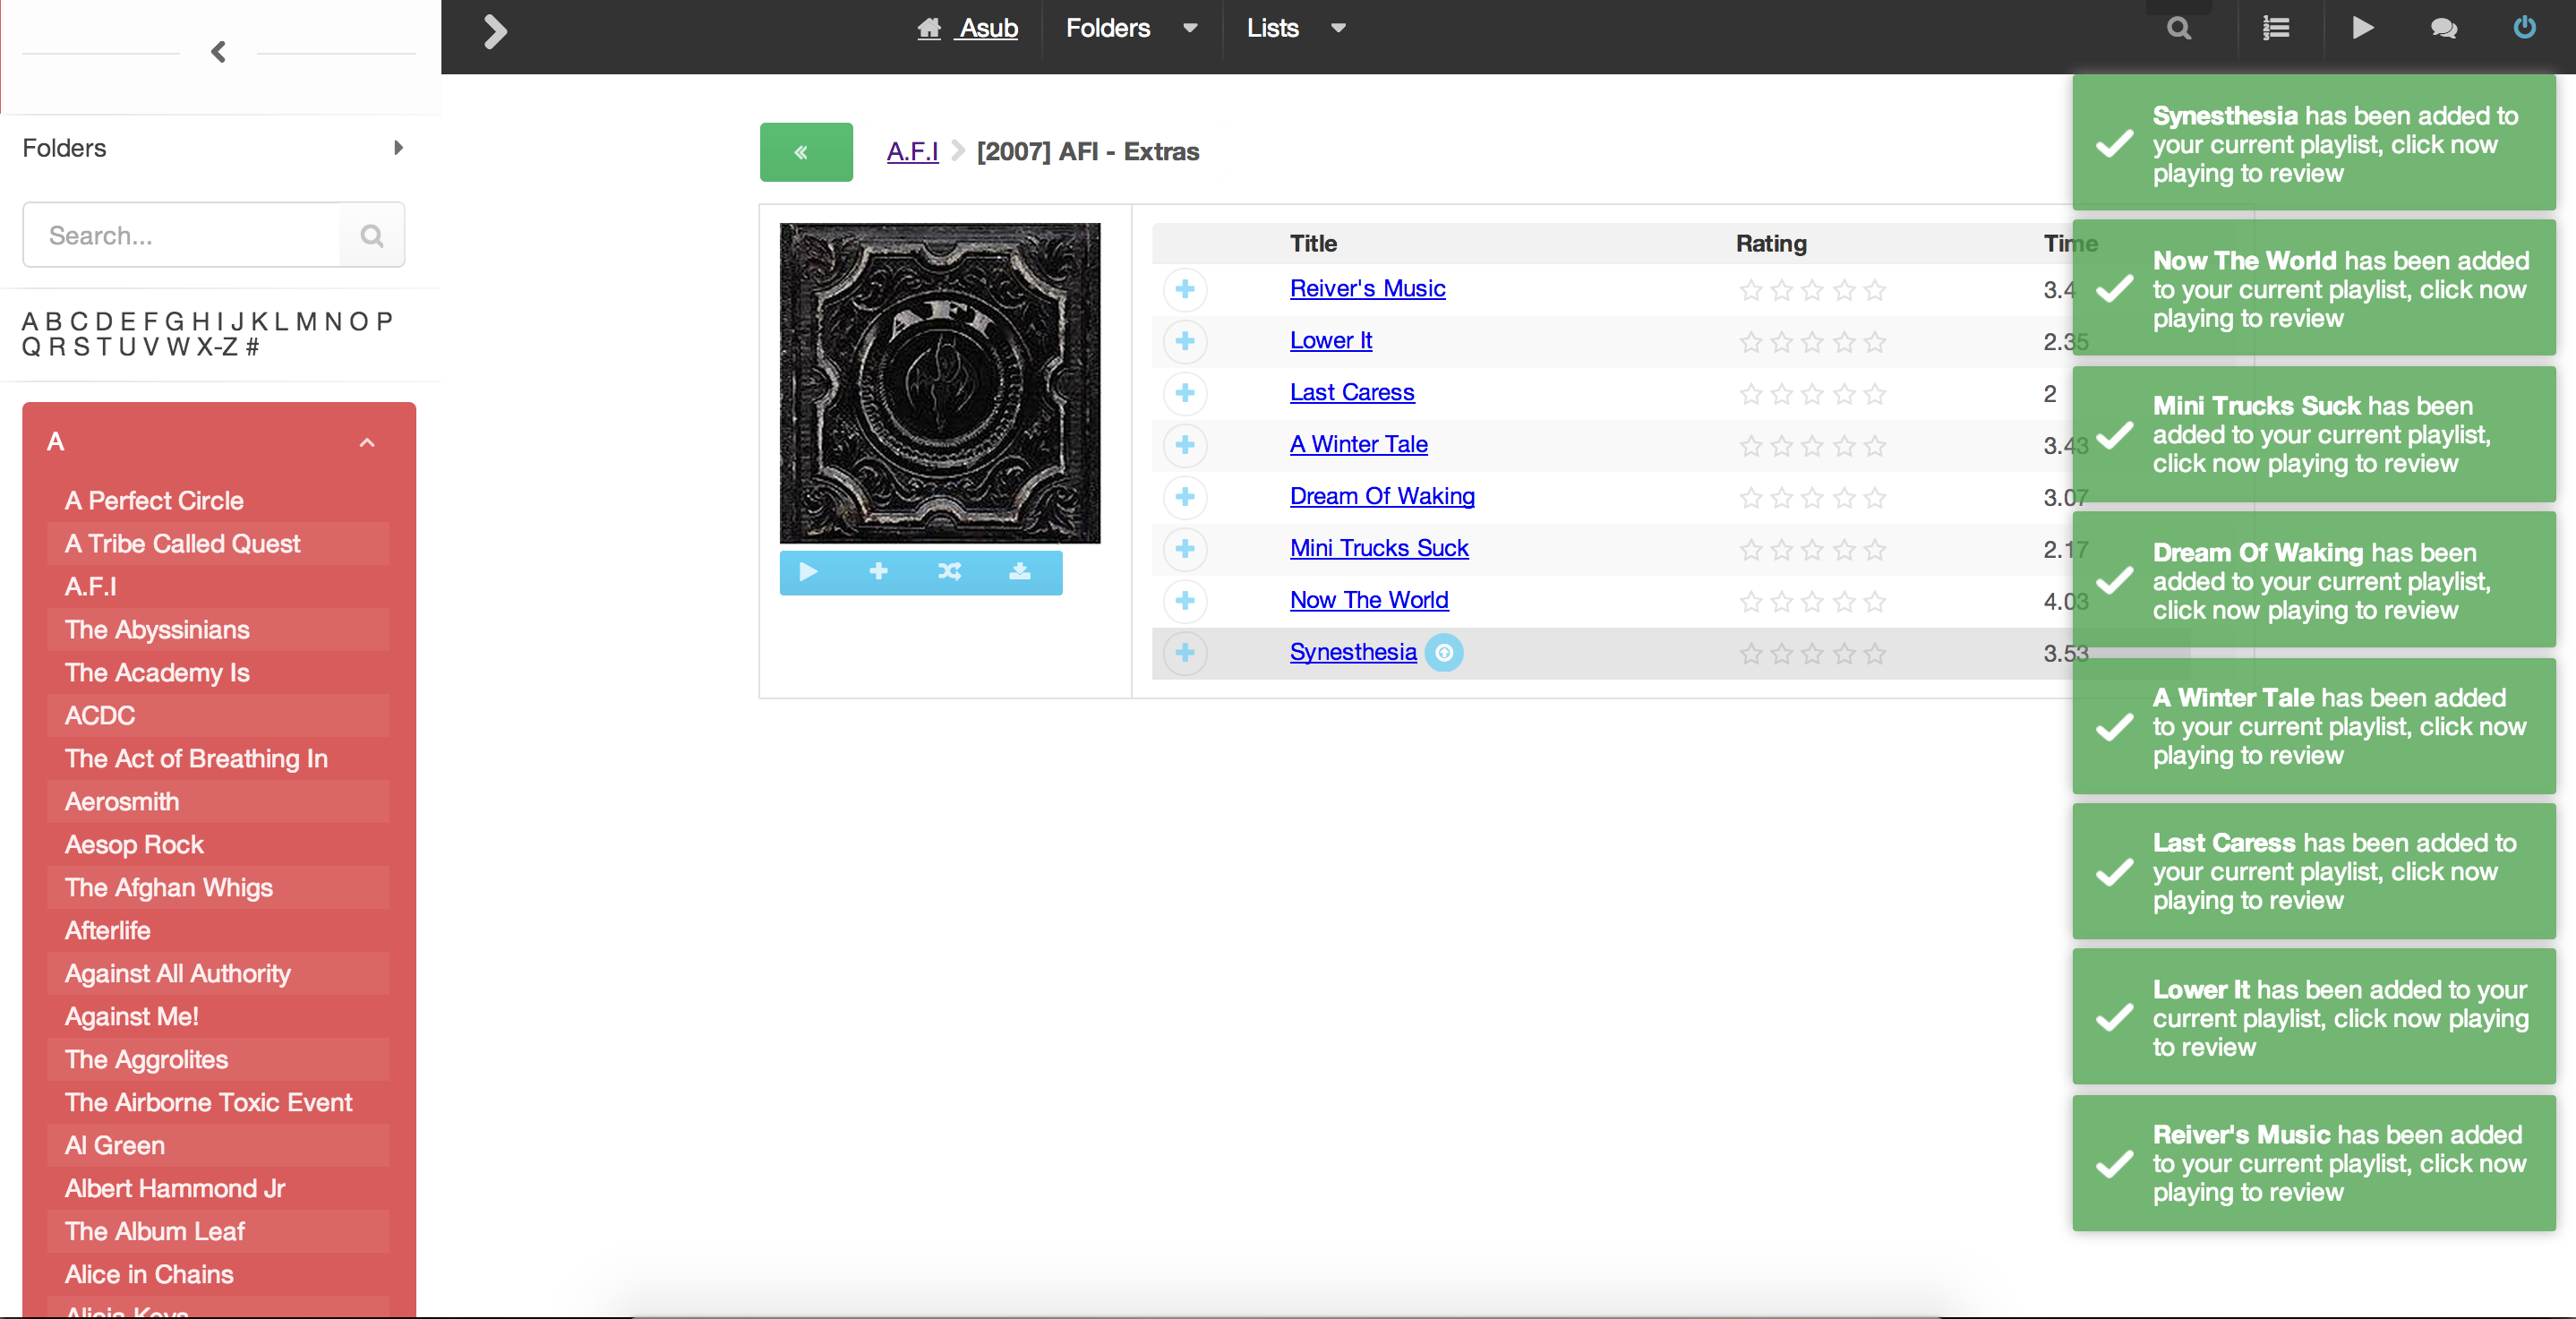 Asub
Folders
Lists
Folders
Search...
A B C D E F G H I J K L M N O P
Q R S T U V W X-Z #
A
A Perfect Circle
A Tribe Called Quest
A.F.I
The Abyssinians
The Academy Is
ACDC
The Act of Breathing In
Aerosmith
Aesop Rock
The Afghan Whigs
Afterlife
Against All Authority
Against Me!
The Aggrolites
The Airborne Toxic Event
Al Green
Albert Hammond Jr
The Album Leaf
Alice in Chains
Alicia Keys
A.F.I [2007] AFI - Extras
AFI
Title Rating Time
Reiver's Music 3.4
Lower It 2.35
Last Caress 2
A Winter Tale 3.43
Dream Of Waking 3.07
Mini Trucks Suck 2.17
Now The World 4.03
Synesthesia 3.53
Synesthesia has been added to
your current playlist, click now
playing to review
Now The World has been added
to your current playlist, click now
playing to review
Mini Trucks Suck has been
added to your current playlist,
click now playing to review
Dream Of Waking has been
added to your current playlist,
click now playing to review
A Winter Tale has been added
to your current playlist, click now
playing to review
Last Caress has been added to
your current playlist, click now
playing to review
Lower It has been added to your
current playlist, click now playing
to review
Reiver's Music has been added
to your current playlist, click now
playing to review